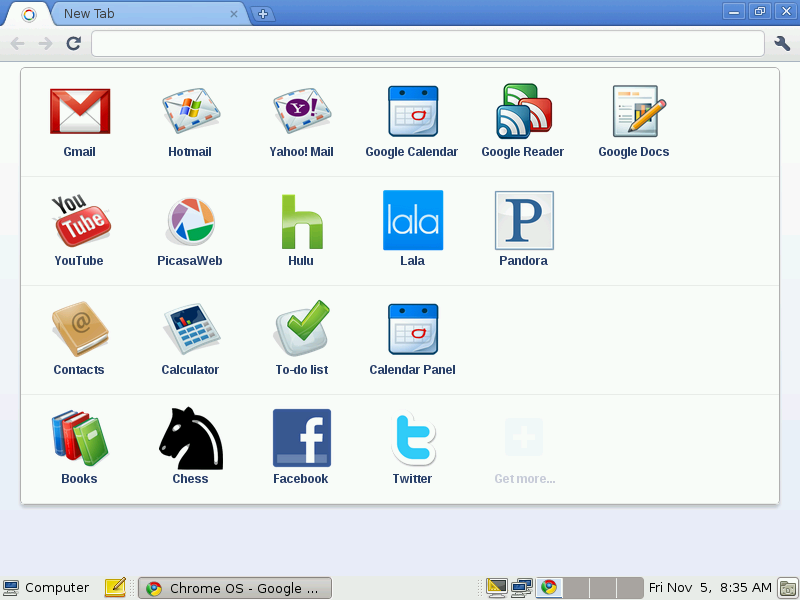 New Tab
Gmail
Hotmail
Y!
Yahoo! Mail
Google Calendar
Google Reader
Google Docs
You
Tube
YouTube
PicasaWeb
h
Hulu
lala
Lala
P
Pandora
@
Contacts
Calculator
To-do list
Calendar Panel
Books
Chess
f
Facebook
t
Twitter
Get more...
Computer
Chrome OS - Google ...
Fri Nov  5,  8:35 AM